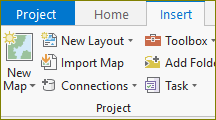 Project Home Insert
New Map
New Layout
Import Map
Connections
Toolbox
Add Folde
Task
Project